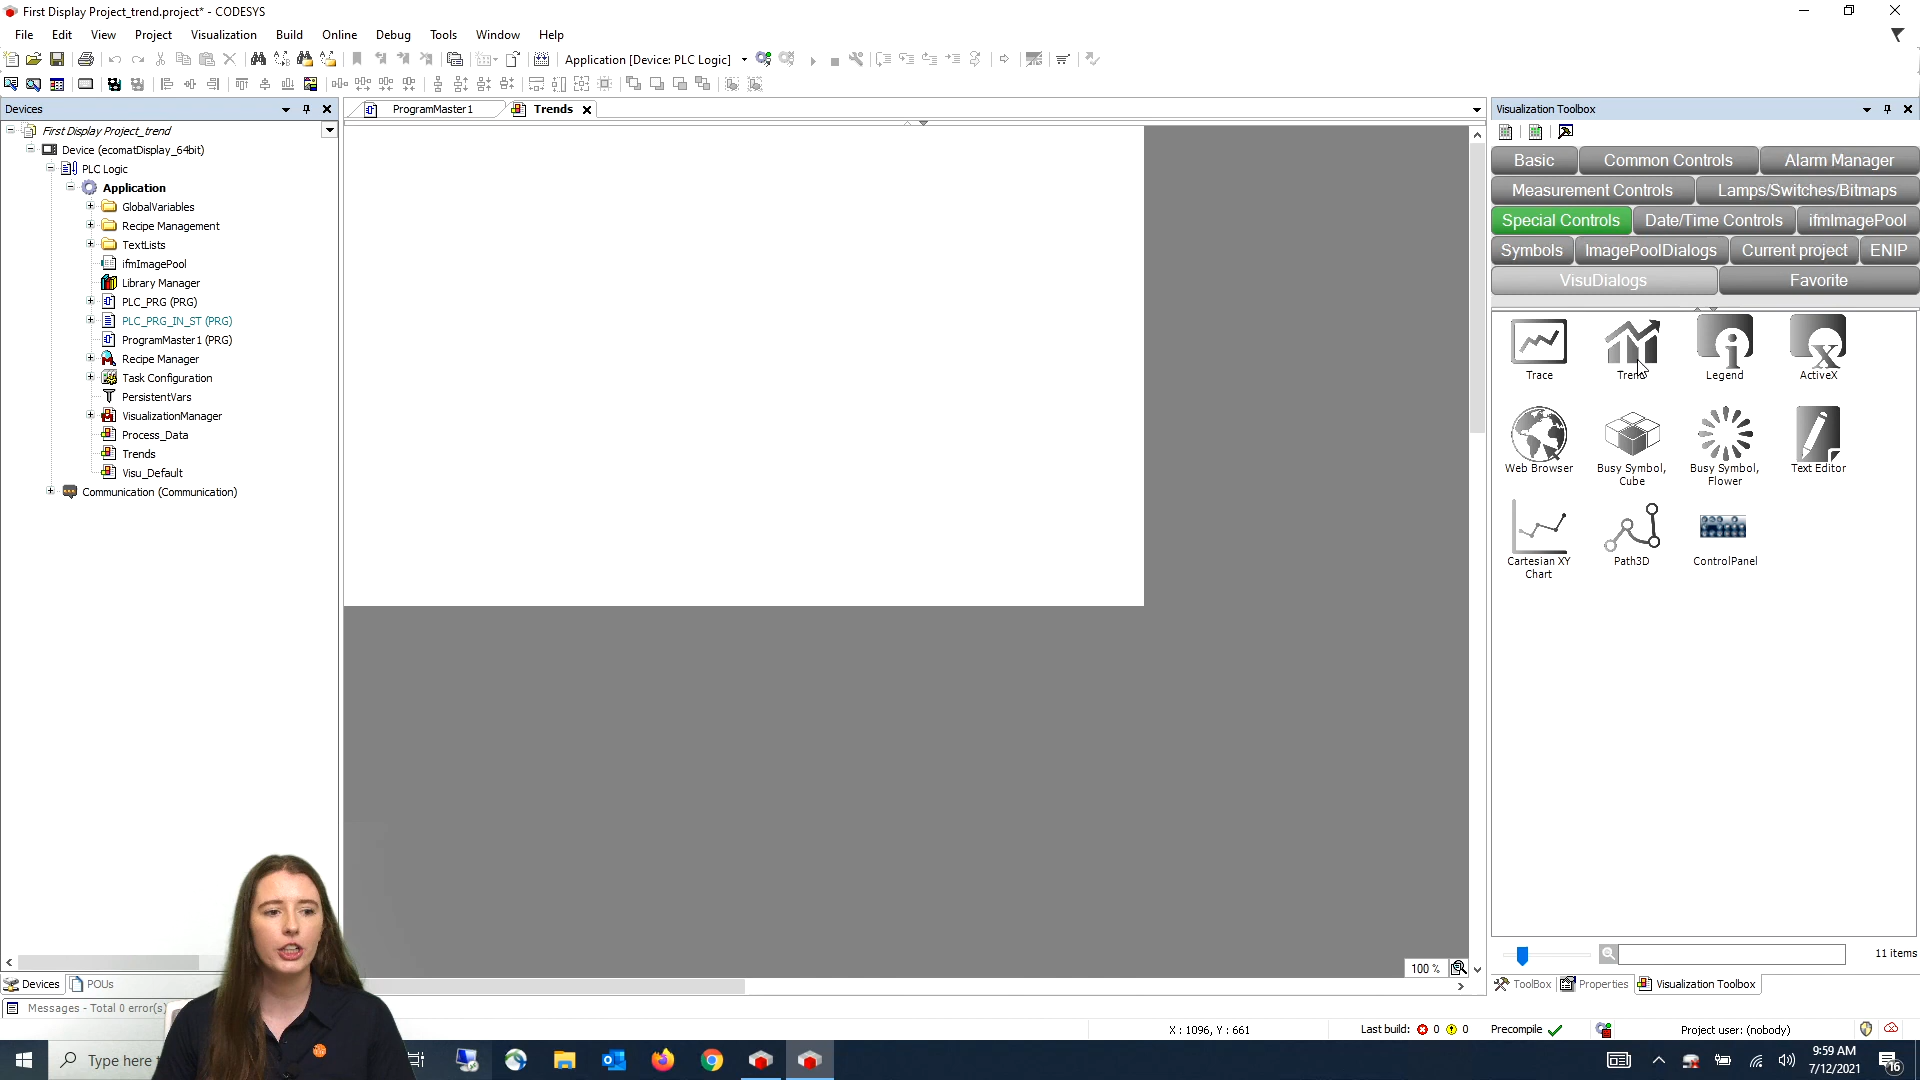 First Display Project_trend.project* - CODESYS
File Edit View Project Visualization Build Online Debug Tools Window Help
Application [Device: PLC Logic]
Devices
First Display Project_trend
Device (ecomatDisplay_64bit)
PLC Logic
Application
GlobalVariables
Recipe Management
TextLists
ifmImagePool
Library Manager
PLC_PRG (PRG)
PLC_PRG_IN_ST (PRG)
ProgramMaster1 (PRG)
Recipe Manager
Task Configuration
PersistentVars
VisualizationManager
Process_Data
Trends
Visu_Default
Communication (Communication)
Devices POUs
Messages - Total 0 error(s)
ProgramMaster1 Trends
100 %
Visualization Toolbox
Basic Common Controls Alarm Manager
Measurement Controls Lamps/Switches/Bitmaps
Special Controls Date/Time Controls ifmImagePool
Symbols ImagePoolDialogs Current project ENIP
VisuDialogs Favorite
Trace Trend Legend ActiveX
Web Browser Busy Symbol, Cube Busy Symbol, Flower Text Editor
Cartesian XY Chart Path3D ControlPanel
11 items
ToolBox Properties Visualization Toolbox
X : 1096, Y : 661 Last build: 0 0 Precompile Project user: (nobody)
Type here
9:59 AM
7/12/2021
16